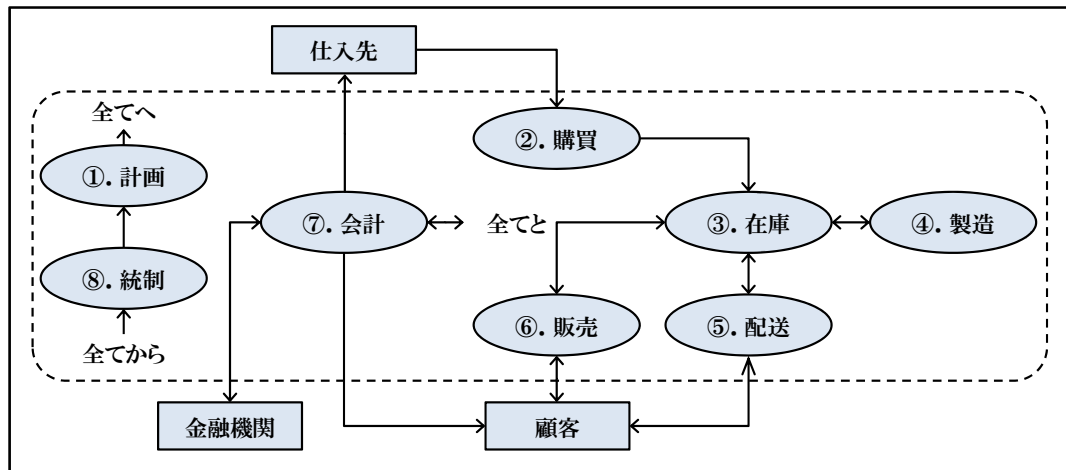 仕入先
全てへ
②. 購買
①. 計画
⑦. 会計
全てと
③. 在庫
④. 製造
⑧. 統制
⑥. 販売
⑤. 配送
全てから
金融機関
顧客